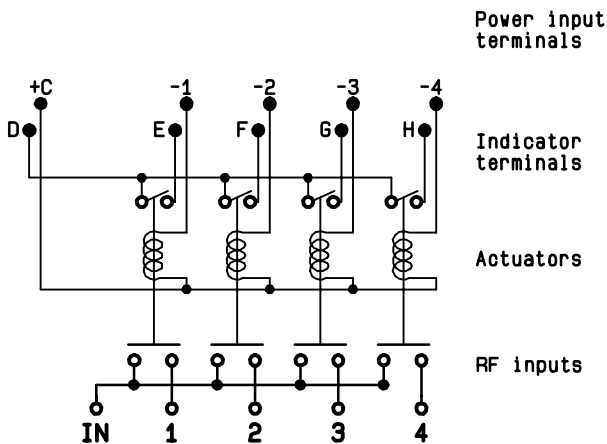 Power input
terminals
+C -1 -2 -3 -4
D E F G H
Indicator
terminals
Actuators
RF inputs
IN 1 2 3 4